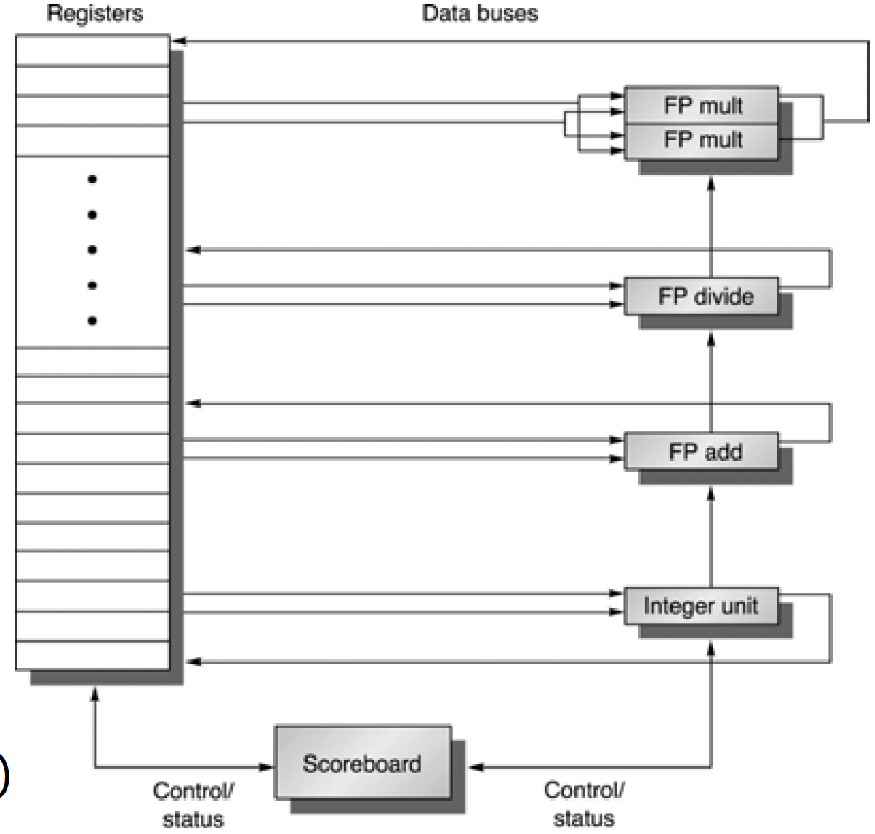 Registers
Data buses
FP mult
FP mult
FP divide
FP add
Integer unit
Scoreboard
)
Control/
status
Control/
status